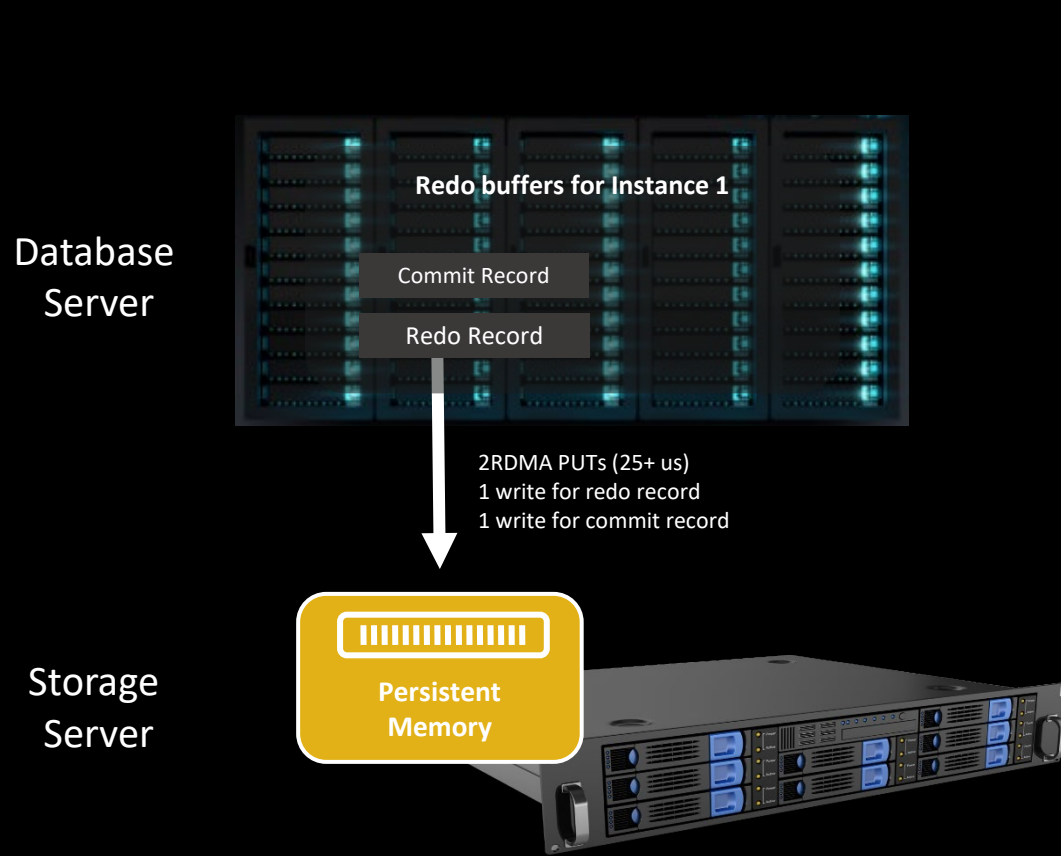 Redo buffers for Instance 1
Database
Server
Commit Record
Redo Record
2RDMA PUTs (25+ us)
1 write for redo record
1 write for commit record
Storage
Server
Persistent
Memory